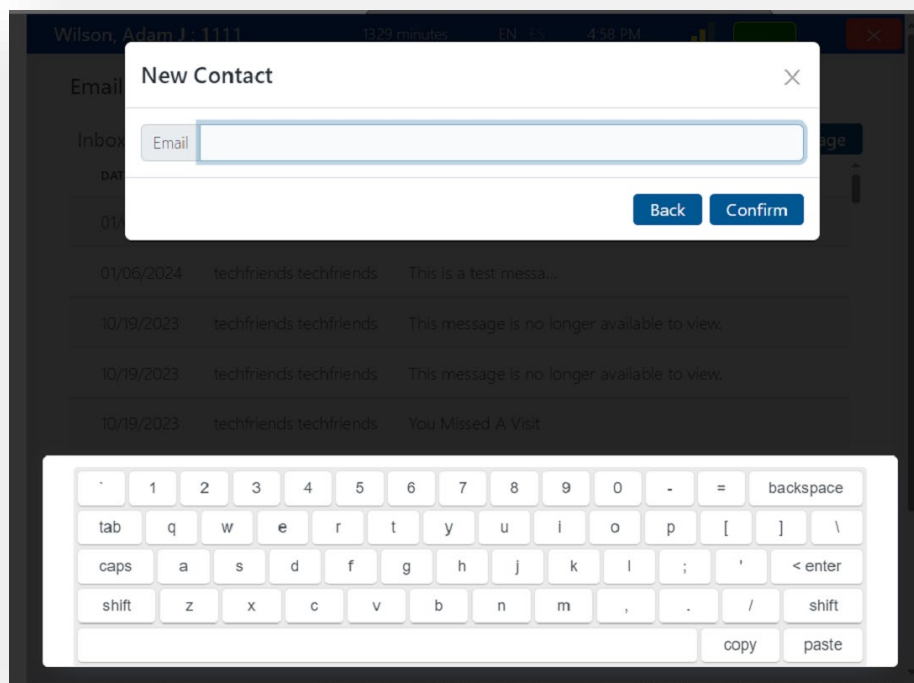 Wilson, Adam J : 1111 1329 minutes EN ES 4:58 PM
New Contact
Email
Email
Inbox age
DAT
01/
Back Confirm
01/06/2024 techfriends techfriends This is a test messa...
10/19/2023 techfriends techfriends This message is no longer available to view.
10/19/2023 techfriends techfriends This message is no longer available to view.
10/19/2023 techfriends techfriends You Missed A Visit
` 1 2 3 4 5 6 7 8 9 0 - = backspace
tab q w e r t y u i o p [ ] \
caps a s d f g h j k l ; ' < enter
shift z x c v b n m , . / shift
copy paste